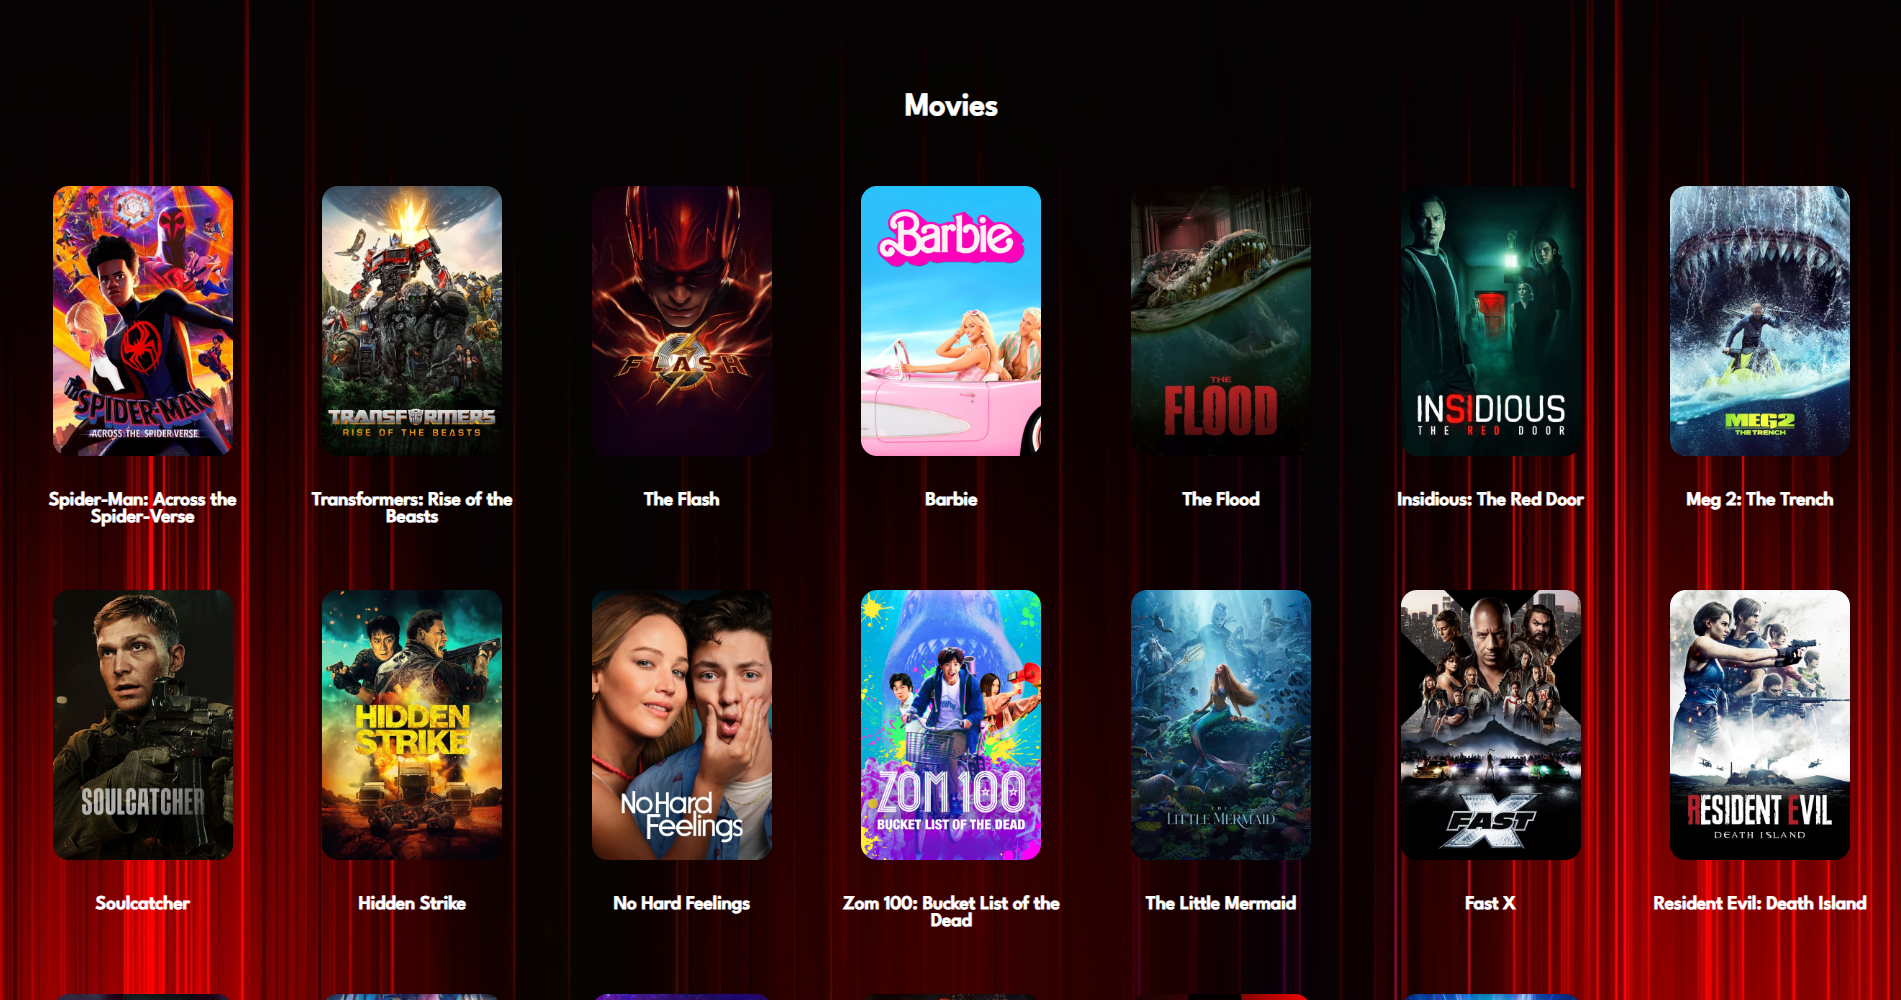 Movies
SPIDER-MAN
ACROSS THE SPIDER-VERSE
TRANSFORMERS
RISE OF THE BEASTS
FLASH
Barbie
THE
FLOOD
INSIDIOUS
THE RED DOOR
MEG2
THE TRENCH
Spider-Man: Across the
Spider-Verse
Transformers: Rise of the
Beasts
The Flash
Barbie
The Flood
Insidious: The Red Door
Meg 2: The Trench
SOULCATCHER
HIDDEN
STRIKE
No Hard
Feelings
ZOM 100
BUCKET LIST OF THE DEAD
THE
LITTLE MERMAID
FAST X
RESIDENT EVIL
DEATH ISLAND
Soulcatcher
Hidden Strike
No Hard Feelings
Zom 100: Bucket List of the
Dead
The Little Mermaid
Fast X
Resident Evil: Death Island